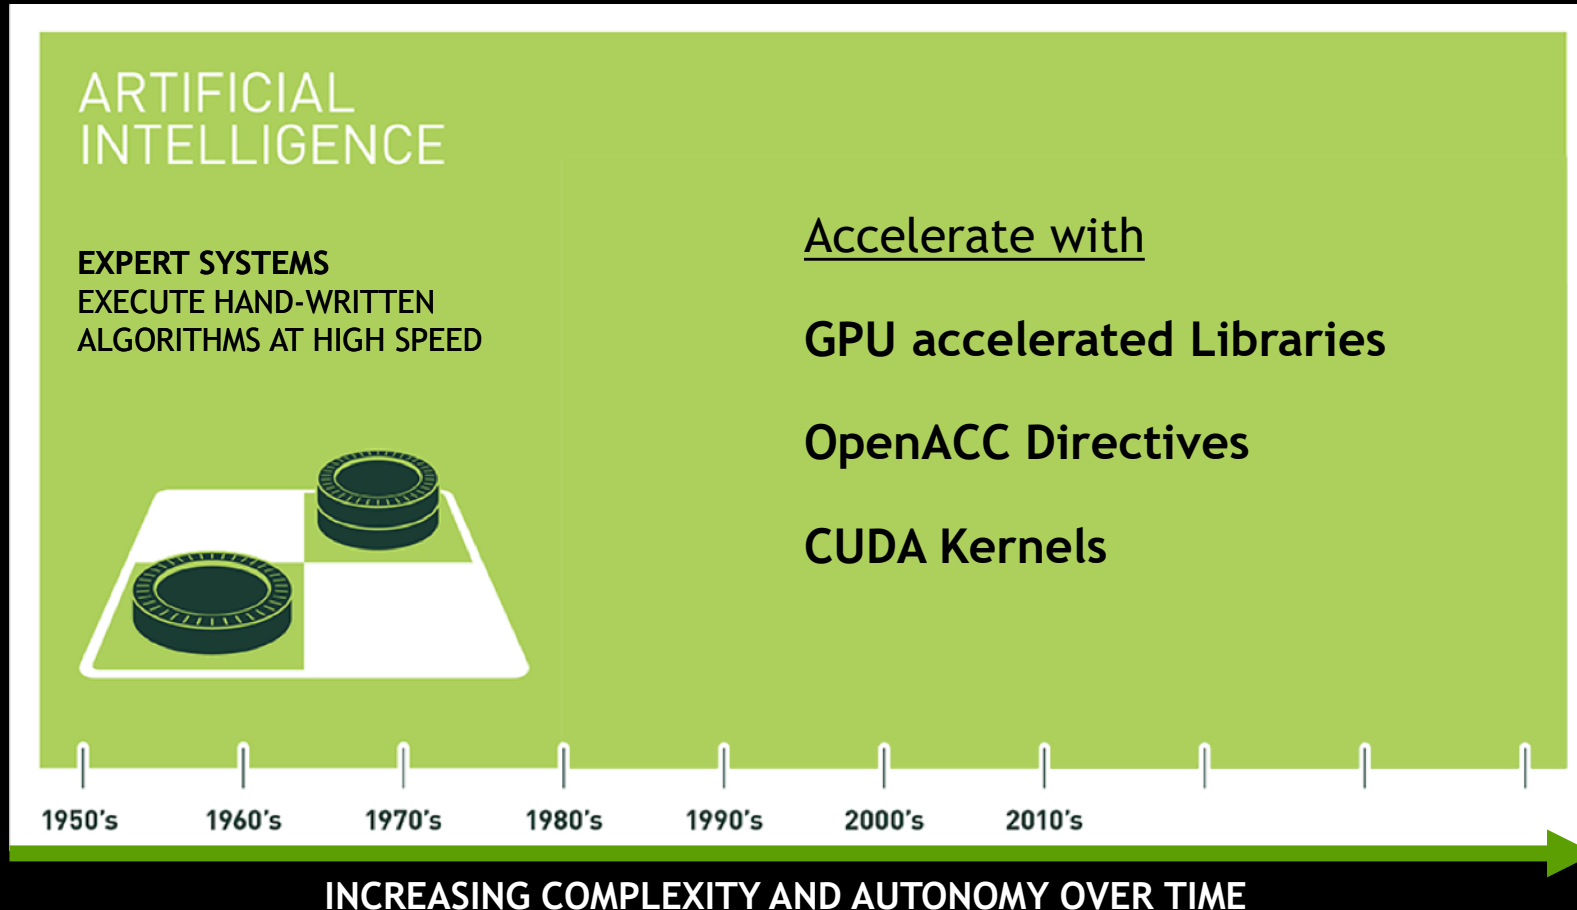 ARTIFICIAL
INTELLIGENCE
EXPERT SYSTEMS
EXECUTE HAND-WRITTEN
ALGORITHMS AT HIGH SPEED
Accelerate with
GPU accelerated Libraries
OpenACC Directives
CUDA Kernels
1950's 1960's 1970's 1980's 1990's 2000's 2010's
INCREASING COMPLEXITY AND AUTONOMY OVER TIME